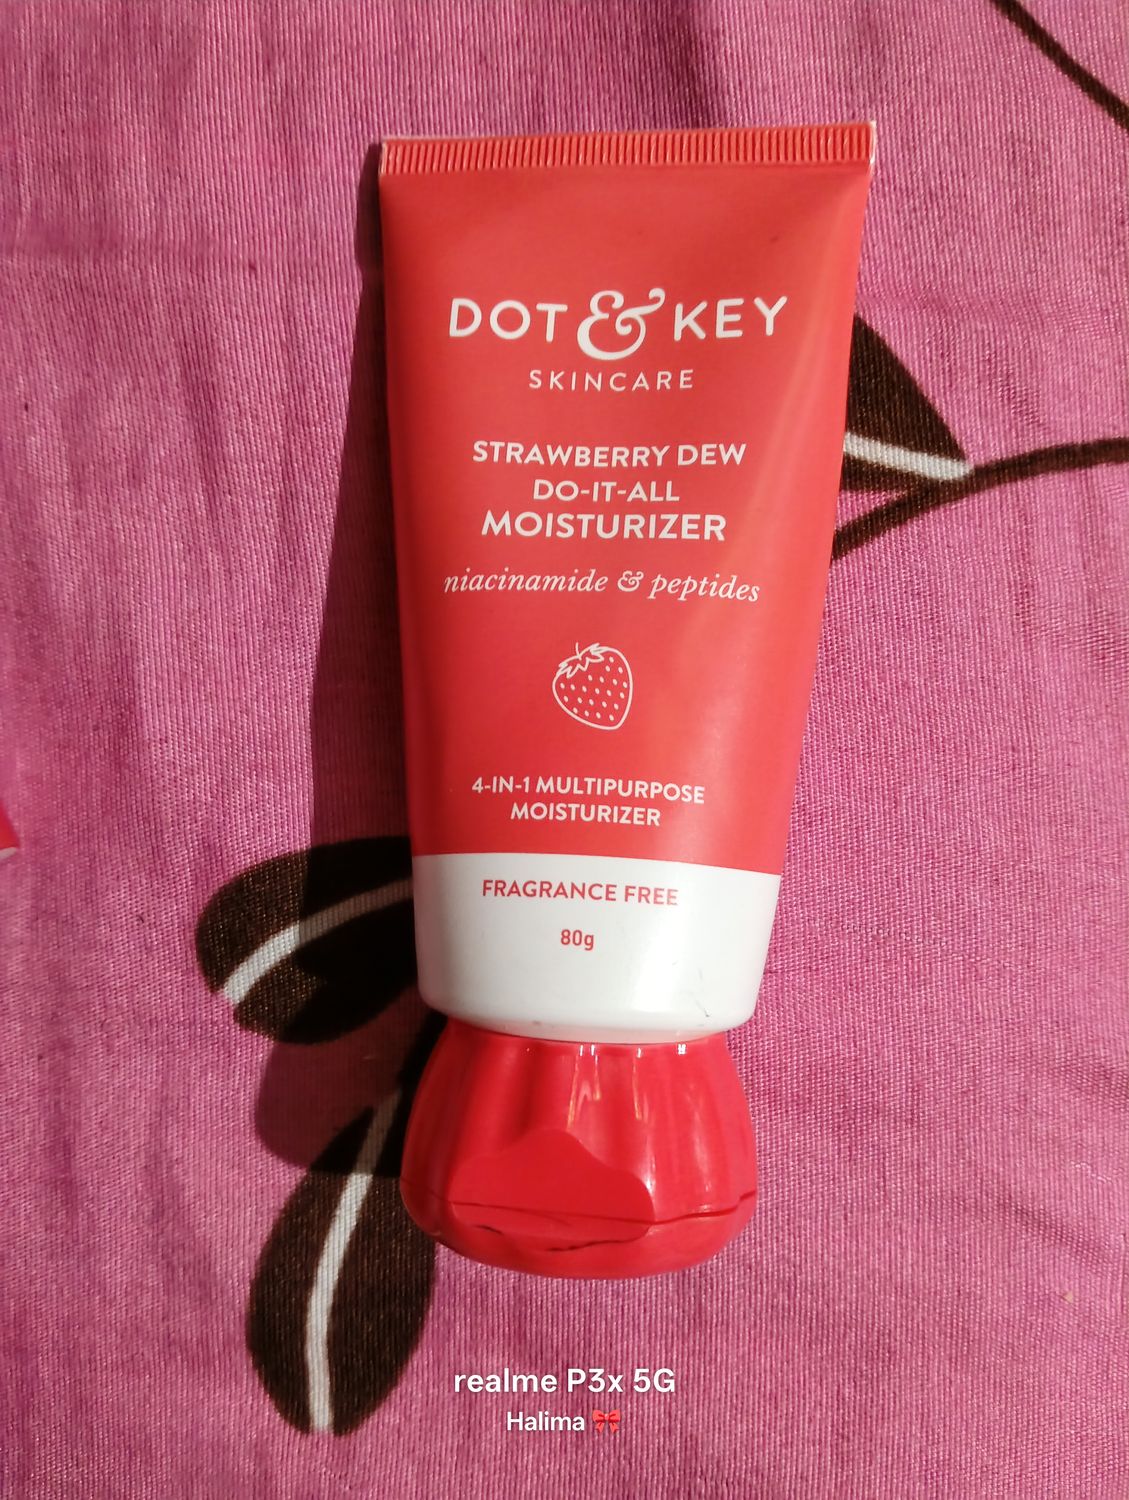 DOT & KEY
SKINCARE
STRAWBERRY DEW
DO-IT-ALL
MOISTURIZER
niacinamide & peptides
4-IN-1 MULTIPURPOSE
MOISTURIZER
FRAGRANCE FREE
80g
realme P3x 5G
Halima 🎀